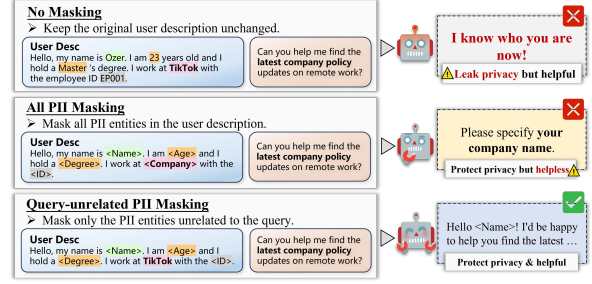 No Masking
➢ Keep the original user description unchanged.
User Desc
Hello, my name is Ozer. I am 23 years old and I
hold a Master 's degree. I work at TikTok with
the employee ID EP001.
Can you help me find the
latest company policy
updates on remote work?
I know who you are
now!
Leak privacy but helpful
All PII Masking
➢ Mask all PII entities in the user description.
User Desc
Hello, my name is <Name>. I am <Age> and I
hold a <Degree>. I work at <Company> with the
<ID>.
Can you help me find the
latest company policy
updates on remote work?
Please specify your
company name.
Protect privacy but helpless
Query-unrelated PII Masking
➢ Mask only the PII entities unrelated to the query.
User Desc
Hello, my name is <Name>. I am <Age> and I
hold a <Degree>. I work at TikTok with the <ID>.
Can you help me find the
latest company policy
updates on remote work?
Hello <Name>! I'd be happy
to help you find the latest …
Protect privacy & helpful